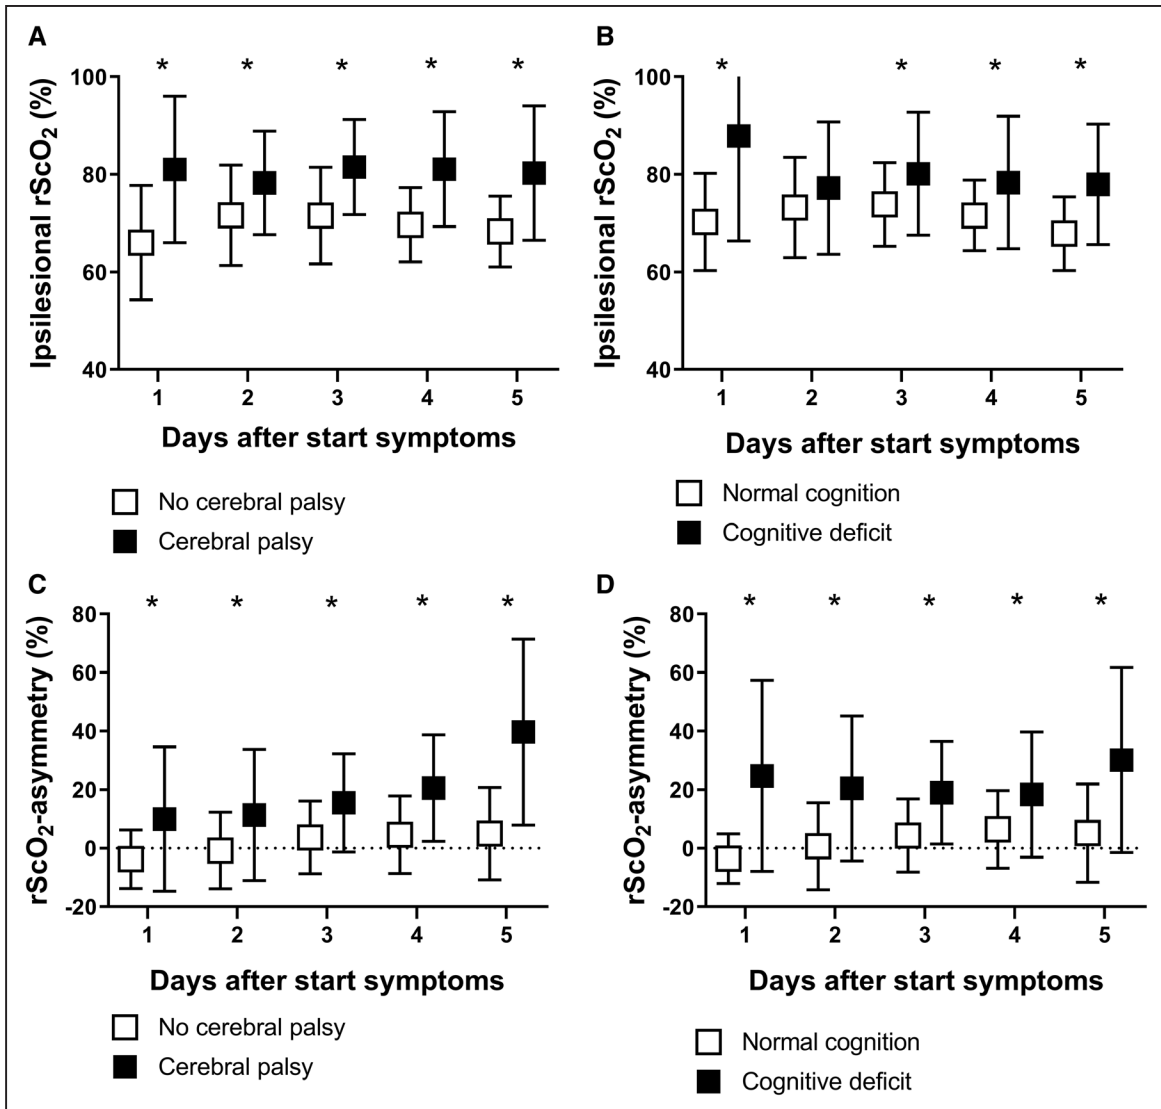 A
* * * * *
Ipsilesional rScO2 (%)
100
80
60
40
1 2 3 4 5
Days after start symptoms
No cerebral palsy
Cerebral palsy
B
* * * *
Ipsilesional rScO2 (%)
100
80
60
40
1 2 3 4 5
Days after start symptoms
Normal cognition
Cognitive deficit
C
* * * * *
rScO2-asymmetry (%)
80
60
40
20
0
-20
1 2 3 4 5
Days after start symptoms
No cerebral palsy
Cerebral palsy
D
* * * * *
rScO2-asymmetry (%)
80
60
40
20
0
-20
1 2 3 4 5
Days after start symptoms
Normal cognition
Cognitive deficit